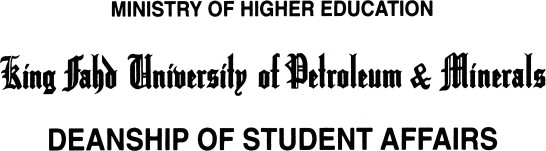 MINISTRY OF HIGHER EDUCATION
King Fahd University of Petroleum & Minerals
DEANSHIP OF STUDENT AFFAIRS